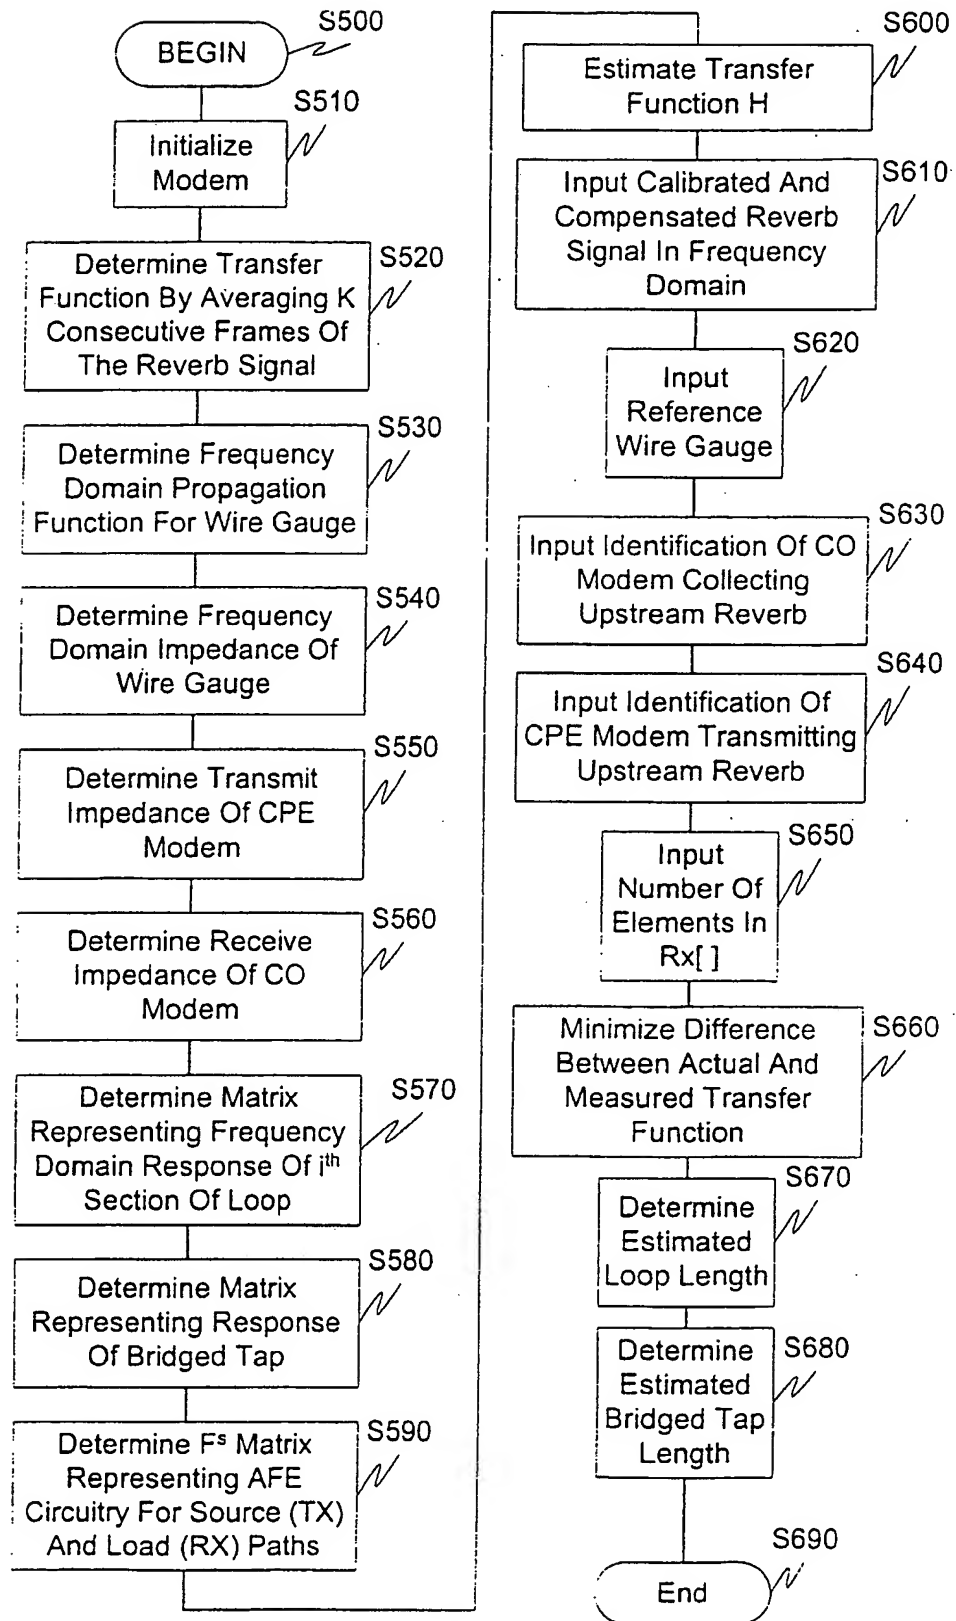 BEGIN
S500
Initialize
Modem
S510
Determine Transfer
Function By Averaging K
Consecutive Frames Of
The Reverb Signal
S520
Determine Frequency
Domain Propagation
Function For Wire Gauge
S530
Determine Frequency
Domain Impedance Of
Wire Gauge
S540
Determine Transmit
Impedance Of CPE
Modem
S550
Determine Receive
Impedance Of CO
Modem
S560
Determine Matrix
Representing Frequency
Domain Response Of ith
Section Of Loop
S570
Determine Matrix
Representing Response
Of Bridged Tap
S580
Determine Fs Matrix
Representing AFE
Circuitry For Source (TX)
And Load (RX) Paths
S590
Estimate Transfer
Function H
S600
Input Calibrated And
Compensated Reverb
Signal In Frequency
Domain
S610
Input
Reference
Wire Gauge
S620
Input Identification Of CO
Modem Collecting
Upstream Reverb
S630
Input Identification Of
CPE Modem Transmitting
Upstream Reverb
S640
Input
Number Of
Elements In
Rx[ ]
S650
Minimize Difference
Between Actual And
Measured Transfer
Function
S660
Determine
Estimated
Loop Length
S670
Determine
Estimated
Bridged Tap
Length
S680
End
S690